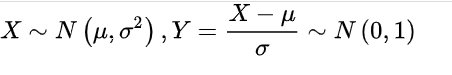 X ∼ N (μ, σ²) , Y = (X − μ)/σ ∼ N (0, 1)